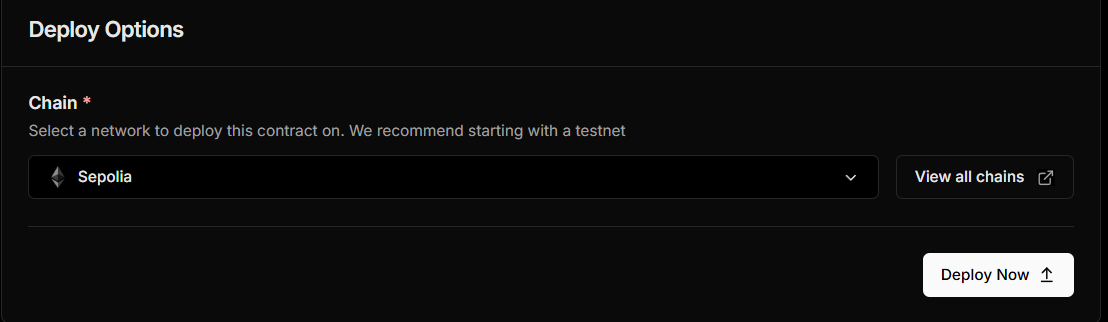 Deploy Options
Chain *
Select a network to deploy this contract on. We recommend starting with a testnet
Sepolia
View all chains
Deploy Now